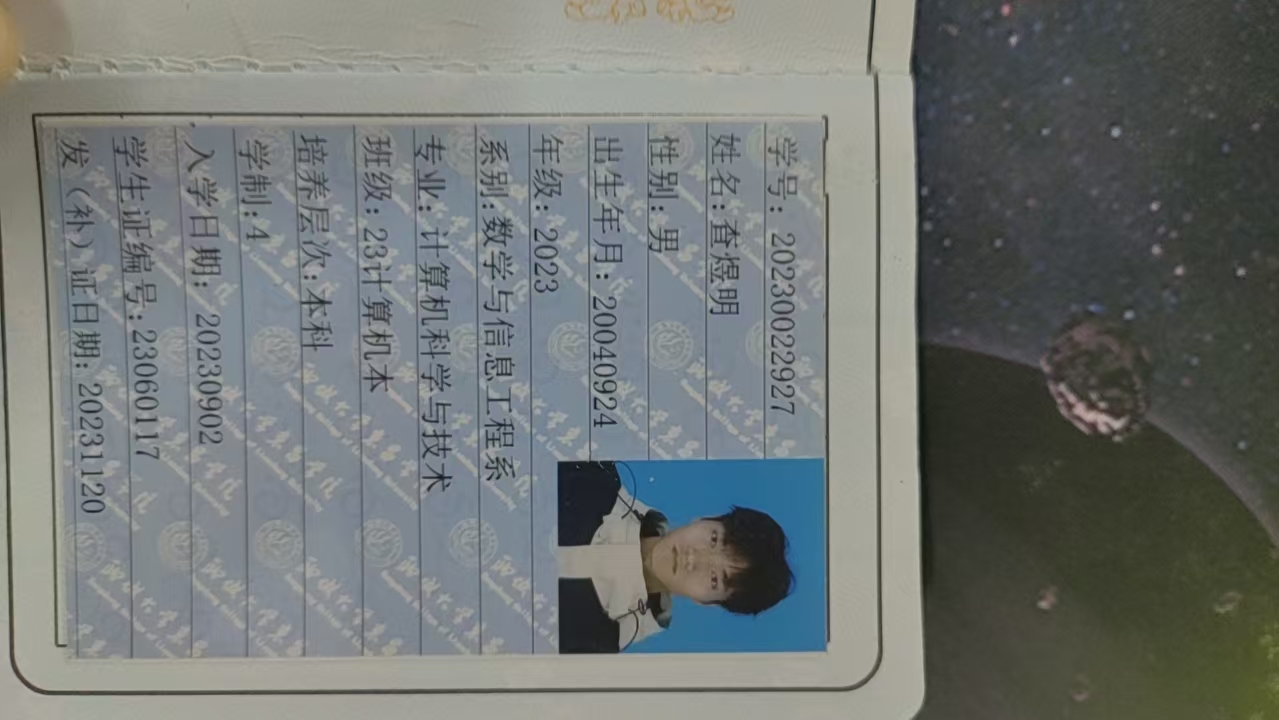 学号：2023002292​7
姓名：查煜明
性别：男
出生年月：20040924
年级：2023
系别：数学与信息工程系
专业：计算机科学与技术
班级：23计算机本
培养层次：本科
学制：4
入学日期：20230902
学生证编号：23060117
发（补）证日期：20231120